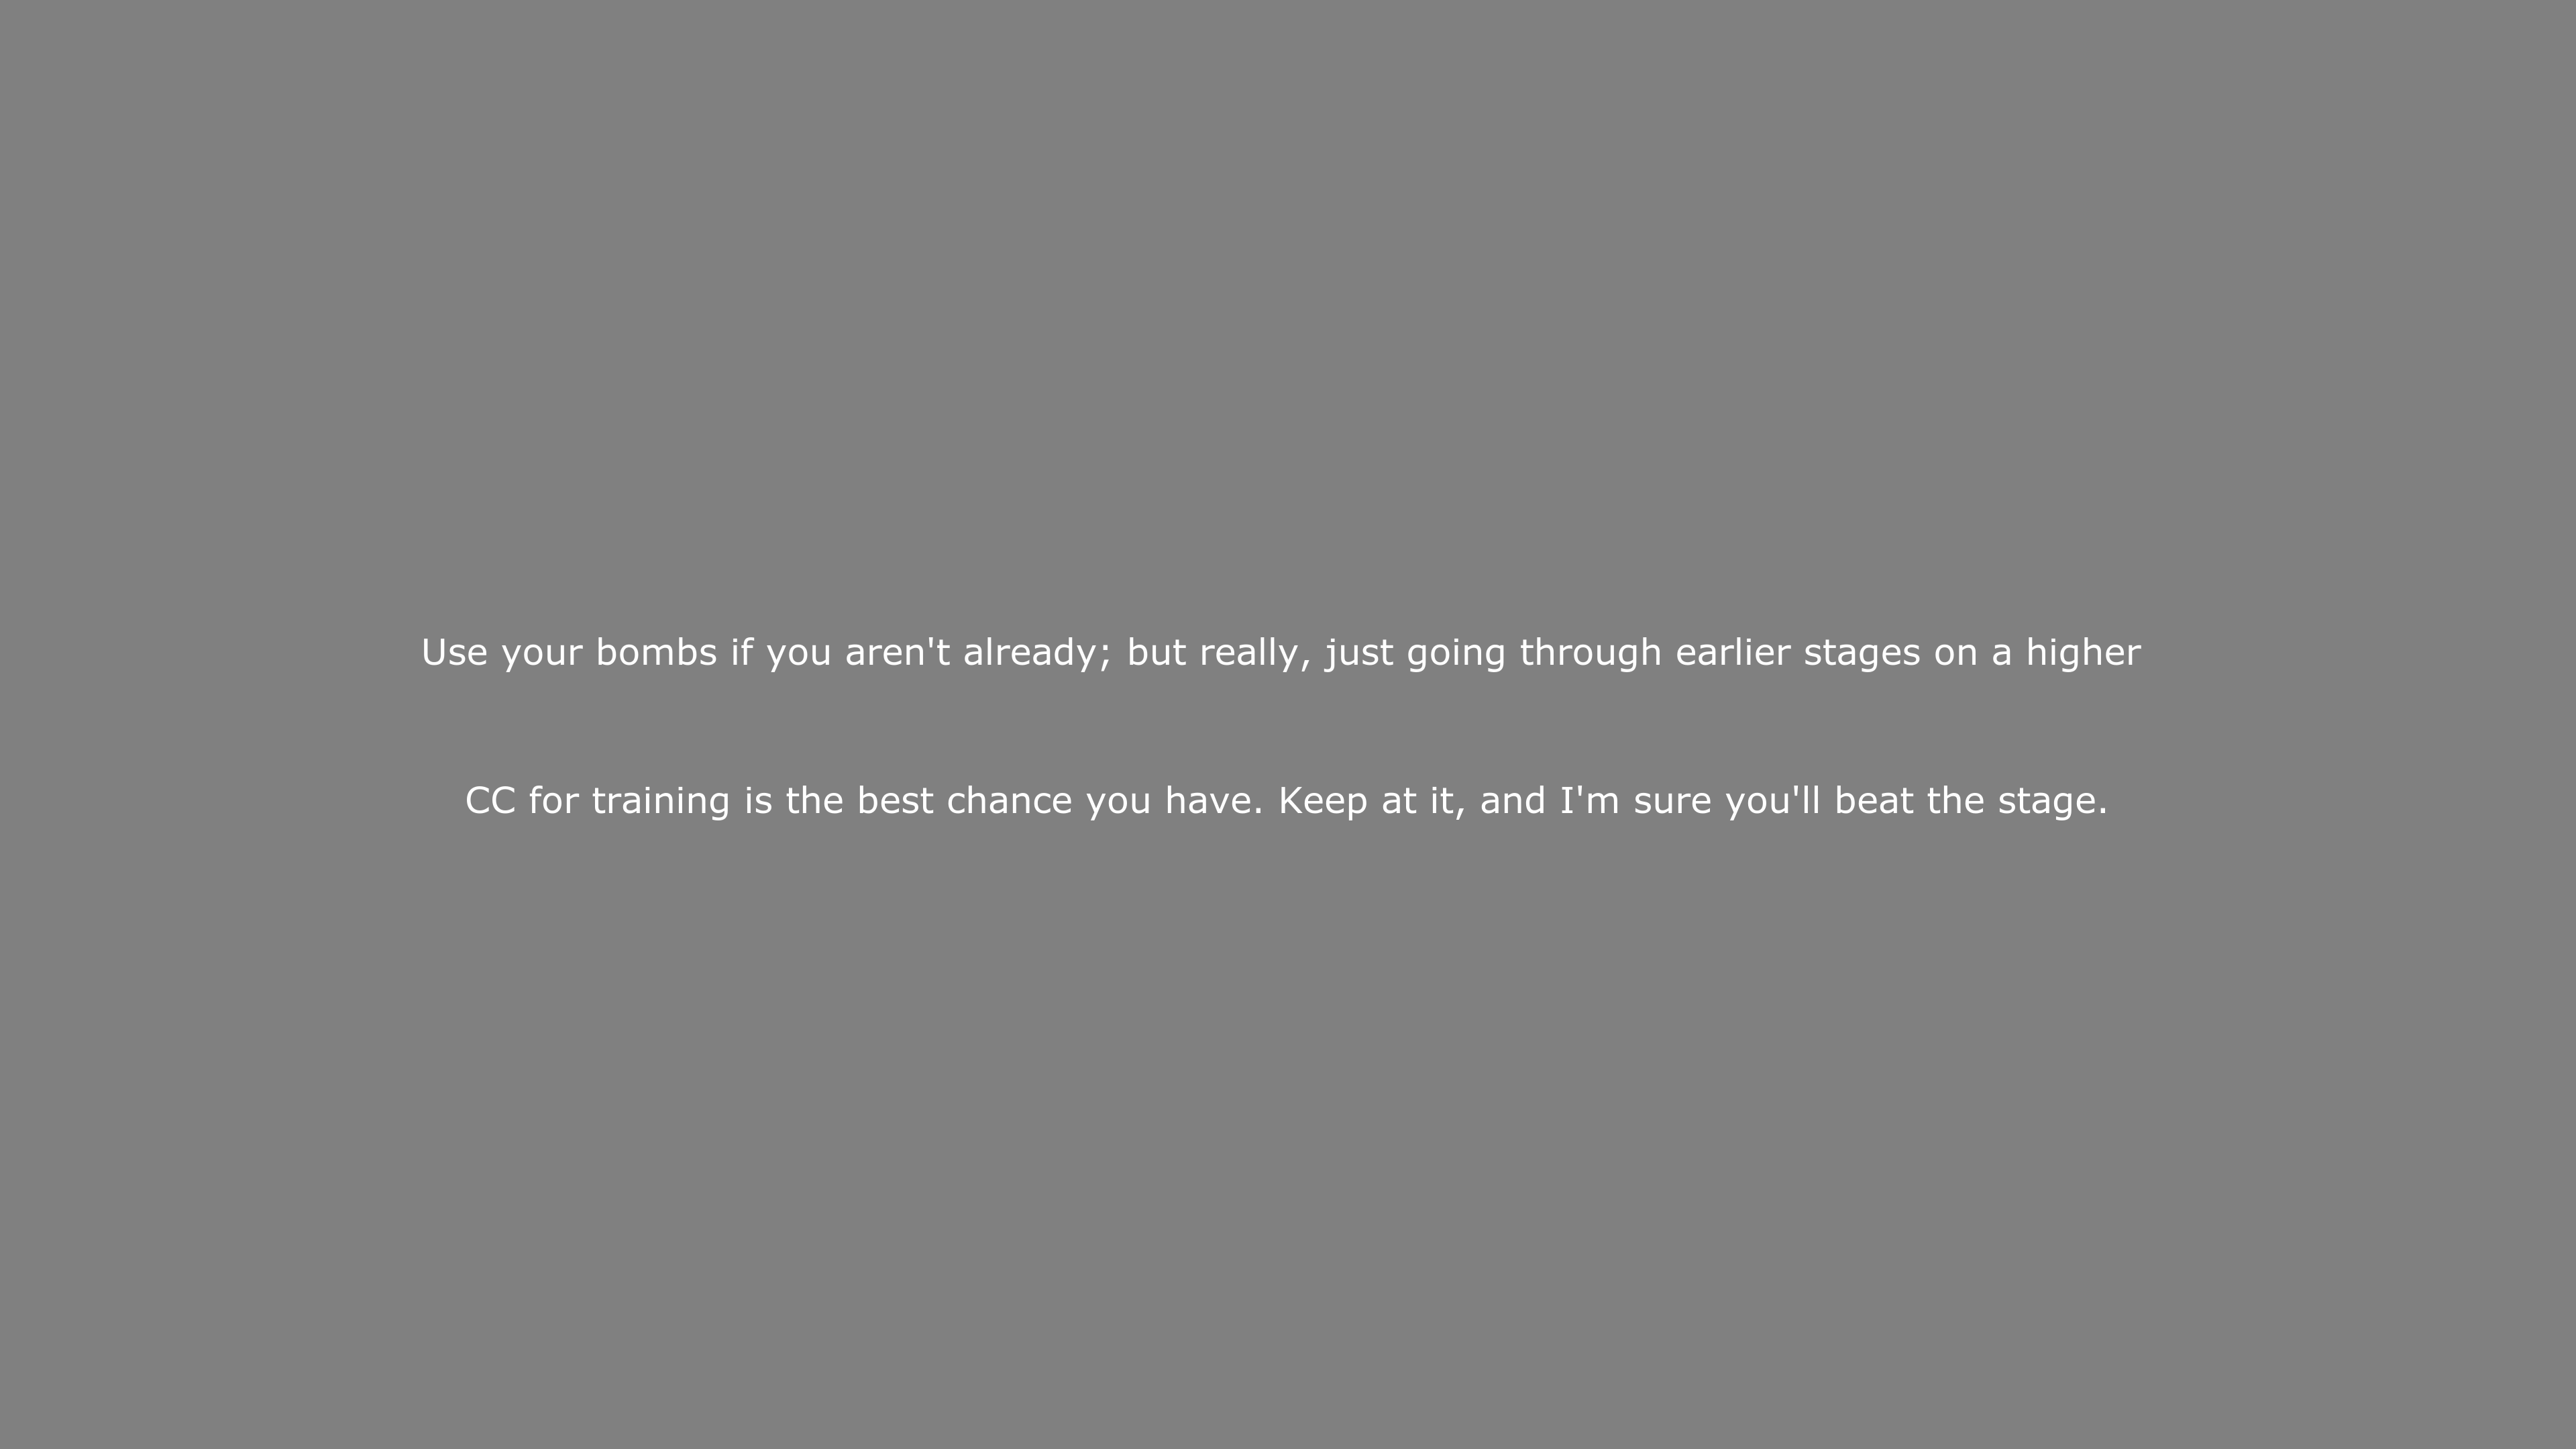 Use your bombs if you aren't already; but really, just going through earlier stages on a higher
CC for training is the best chance you have. Keep at it, and I'm sure you'll beat the stage.